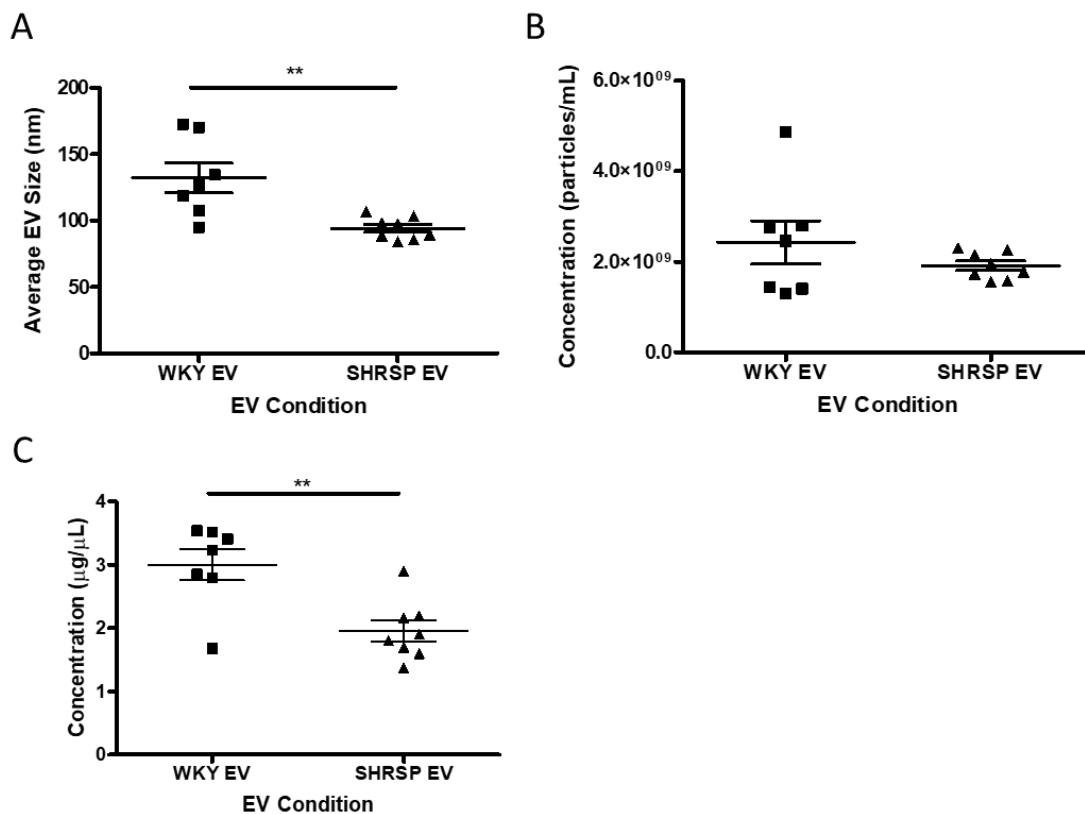 A
**
200
150
100
50
0
Average EV Size (nm)
WKY EV SHRSP EV
EV Condition
B
6.0×10⁰⁹
4.0×10⁰⁹
2.0×10⁰⁹
0.0
Concentration (particles/mL)
WKY EV SHRSP EV
EV Condition
C
**
4
3
2
1
0
Concentration (µg/µL)
WKY EV SHRSP EV
EV Condition